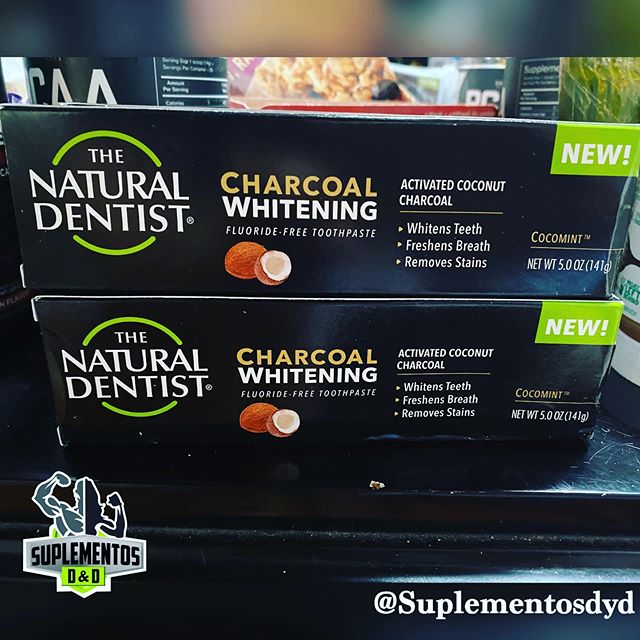 THE
NATURAL
DENTIST®
CHARCOAL
WHITENING
FLUORIDE-FREE TOOTHPASTE
ACTIVATED COCONUT
CHARCOAL
Whitens Teeth
Freshens Breath
Removes Stains
NEW!
COCOMINT™
NET WT 5.0 OZ (141g)
THE
NATURAL
DENTIST®
CHARCOAL
WHITENING
FLUORIDE-FREE TOOTHPASTE
ACTIVATED COCONUT
CHARCOAL
Whitens Teeth
Freshens Breath
Removes Stains
NEW!
COCOMINT™
NET WT 5.0 OZ (141g)
SUPLEMENTOS
D&D
@Suplementosdyd